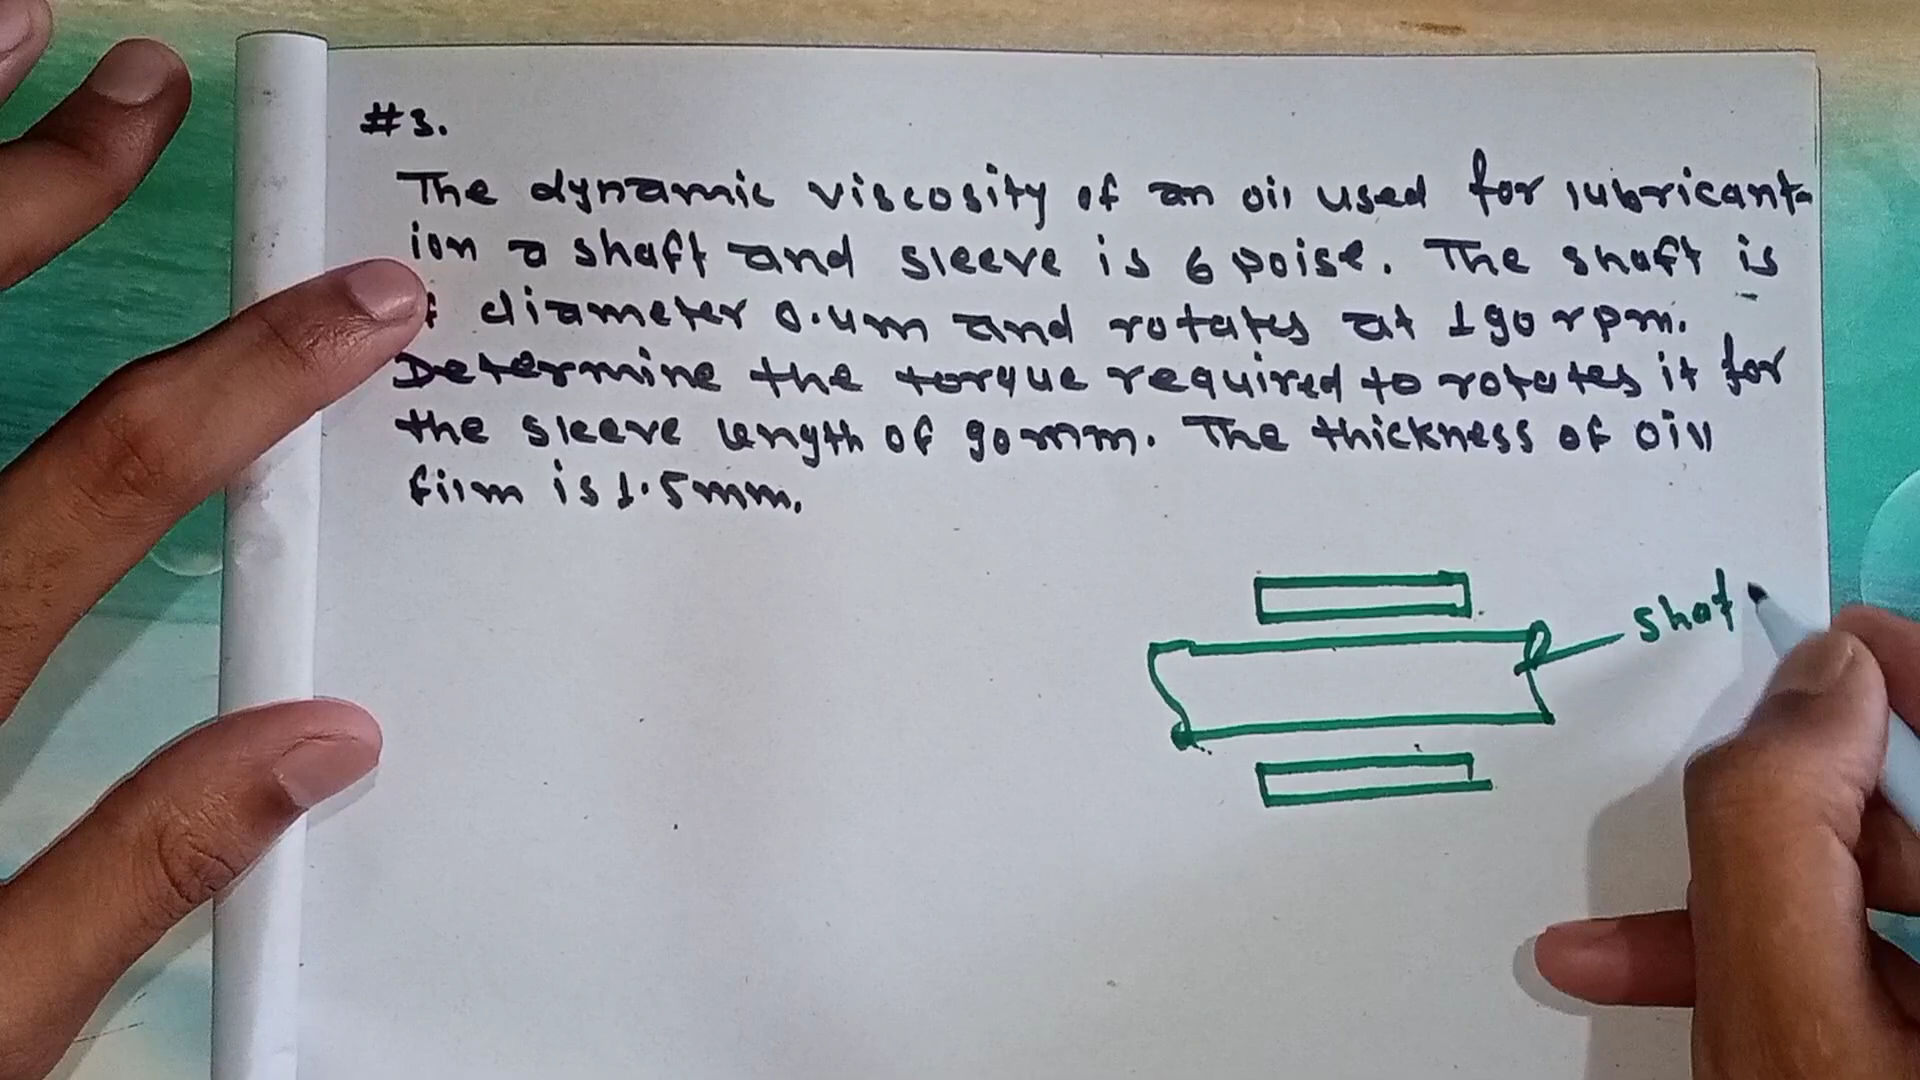 #3.
The dynamic viscosity of an oil used for lubricant-
ion a shaft and sleeve is 6 poise. The shaft is
diameter 0.4m and rotates at 190 rpm.
Determine the torque required to rotates it for
the sleeve length of 90mm. The thickness of oil
film is 1.5mm.
shaf